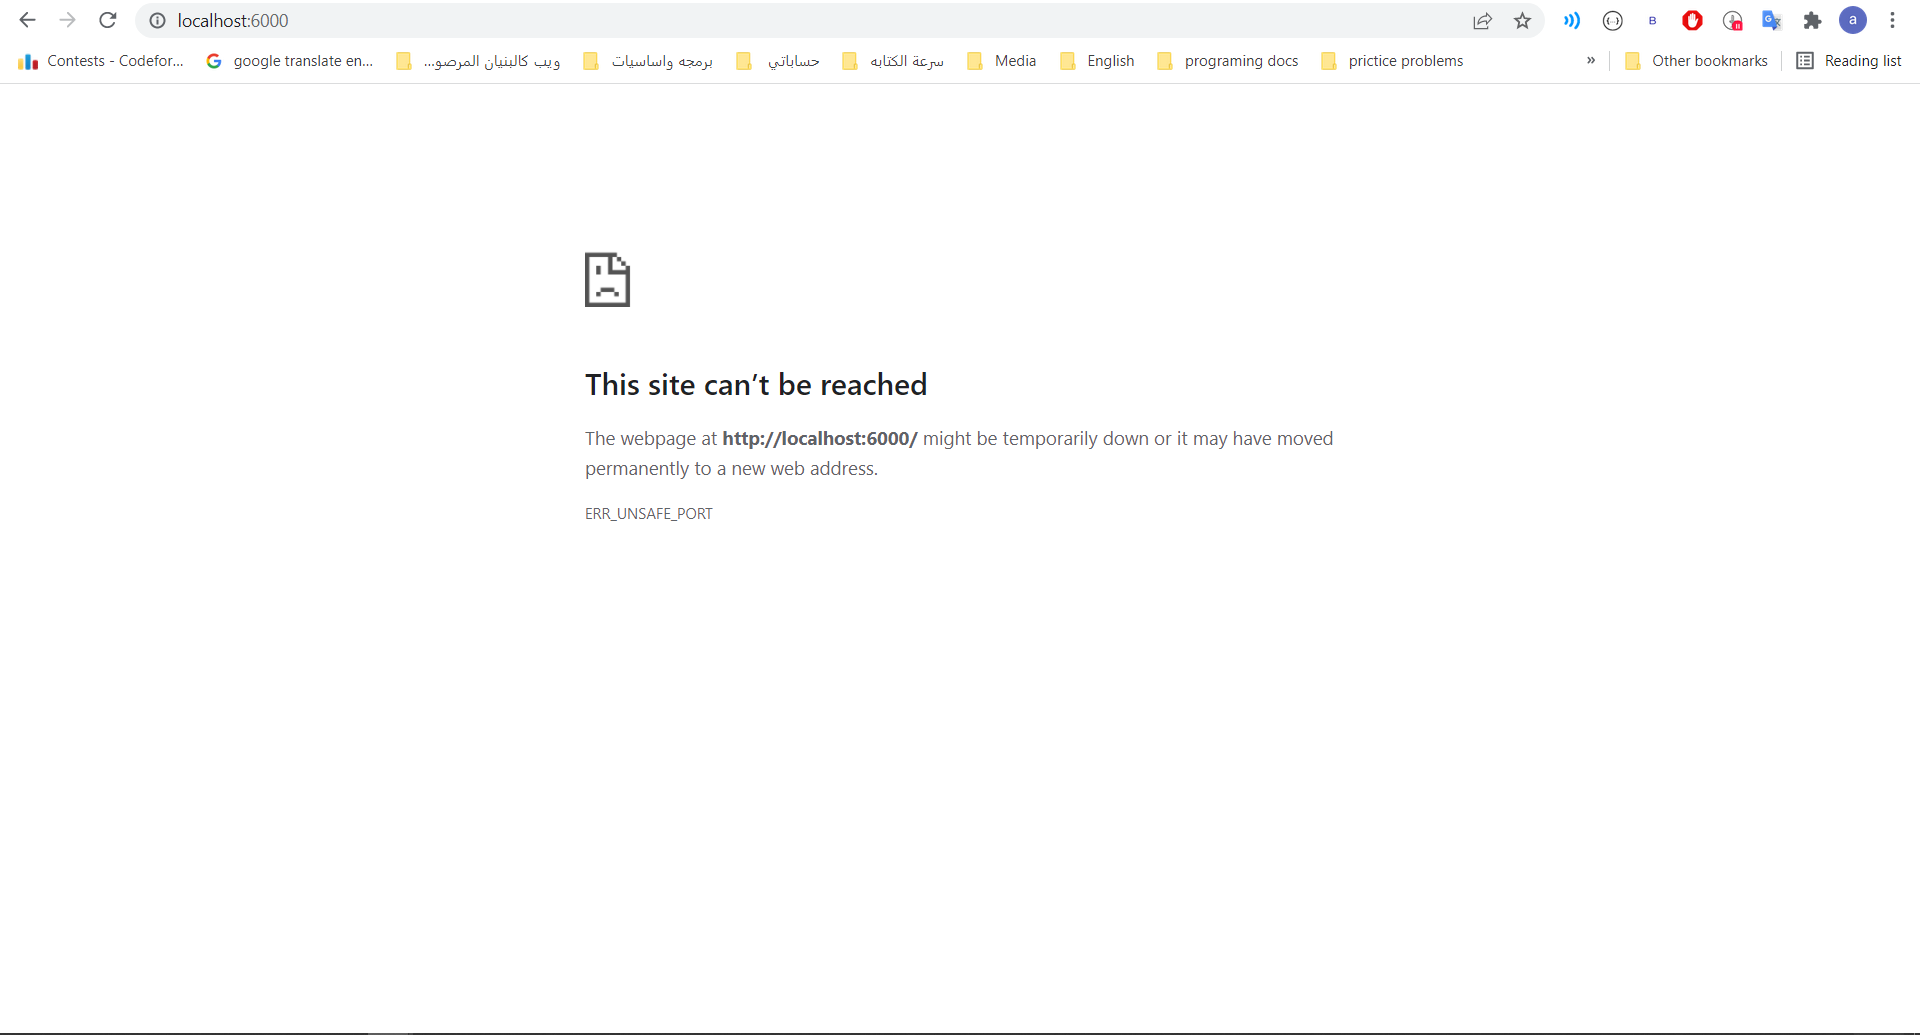 localhost:6000
B
a
Contests - Codefor...
google translate en...
ويب كالبنيان المرصو...
برمجه واساسيات
حساباتي
سرعة الكتابه
Media
English
programing docs
prictice problems
»
Other bookmarks
Reading list
This site can’t be reached
The webpage at http://localhost:6000/ might be temporarily down or it may have moved
permanently to a new web address.
ERR_UNSAFE_PORT